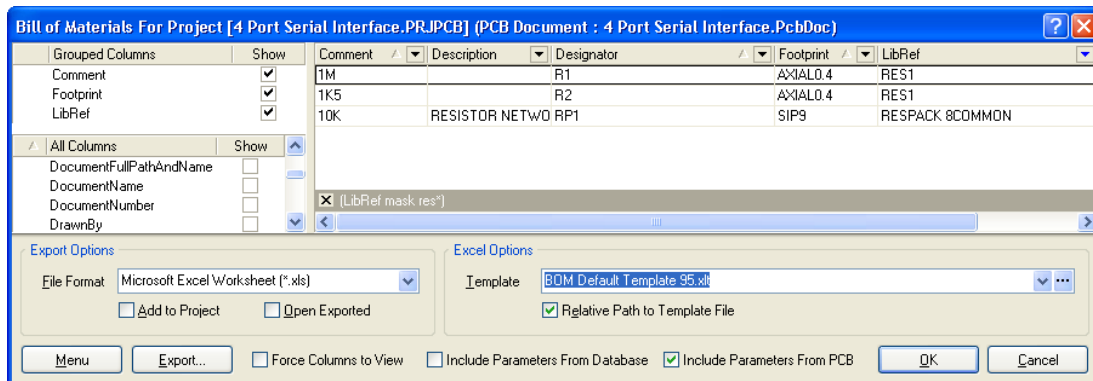 Bill of Materials For Project [4 Port Serial Interface.PRJPCB] (PCB Document : 4 Port Serial Interface.PcbDoc)
Grouped Columns Show
Comment
Footprint
LibRef
All Columns Show
DocumentFullPathAndName
DocumentName
DocumentNumber
DrawnBy
Comment Description Designator Footprint LibRef
1M R1 AXIAL0.4 RES1
1K5 R2 AXIAL0.4 RES1
10K RESISTOR NETWO RP1 SIP9 RESPACK 8COMMON
(LibRef mask res*)
Export Options
File Format Microsoft Excel Worksheet (*.xls)
Add to Project Open Exported
Excel Options
Template BOM Default Template 95.xlt
Relative Path to Template File
Menu Export... Force Columns to View Include Parameters From Database Include Parameters From PCB OK Cancel